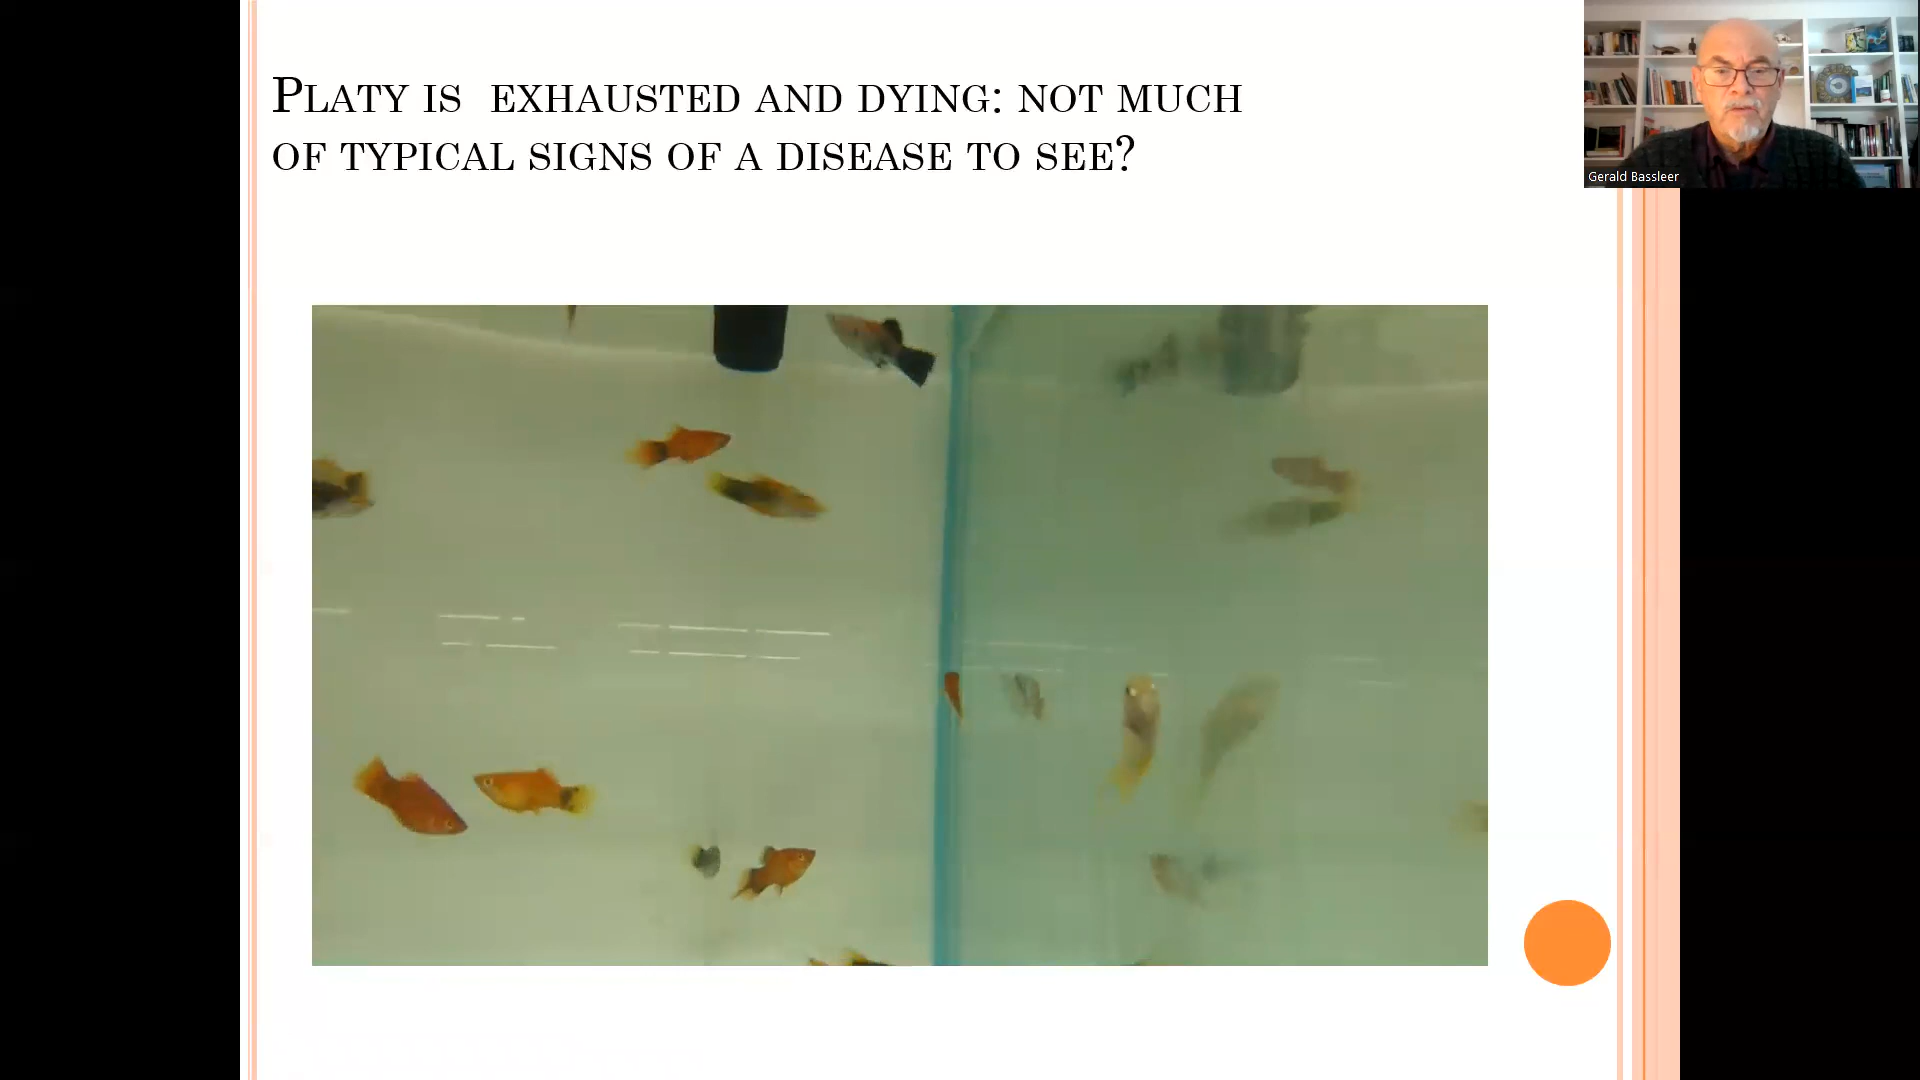 Platy is exhausted and dying: not much
of typical signs of a disease to see?
Gerald Bassleer